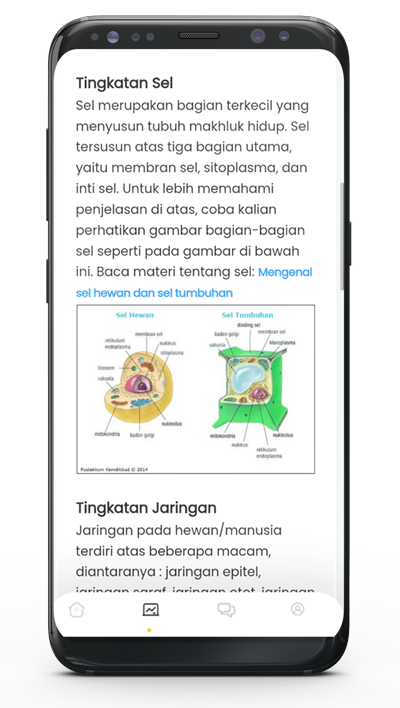 Tingkatan Sel
Sel merupakan bagian terkecil yang
menyusun tubuh makhluk hidup. Sel
tersusun atas tiga bagian utama,
yaitu membran sel, sitoplasma, dan
inti sel. Untuk lebih memahami
penjelasan di atas, coba kalian
perhatikan gambar bagian-bagian
sel seperti pada gambar di bawah
ini. Baca materi tentang sel: Mengenal
sel hewan dan sel tumbuhan
Sel Hewan
membran sel
retikulum
endoplasma
nukleus
sitoplasma
lisosom
vakuola
nukleolus
mitokondria
badan golgi
Sel Tumbuhan
dinding sel
badan golgi
membran sel
vakuola
kloroplasma
mitokondria
nukleolus
nukleus
retikulum
endoplasma
Pustekkom Kemdikbud © 2014
Tingkatan Jaringan
Jaringan pada hewan/manusia
terdiri atas beberapa macam,
diantaranya : jaringan epitel,
jaringan saraf, jaringan otot, jaringan